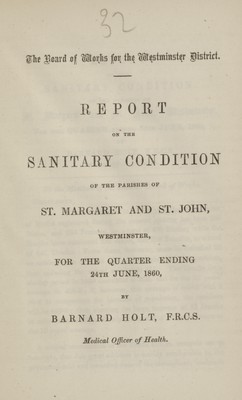 32
The Board of Works for the Westminster District.
REPORT
ON THE
SANITARY CONDITION
OF THE PARISHES OF
ST. MARGARET AND ST. JOHN,
WESTMINSTER,
FOR THE QUARTER ENDING
24TH JUNE, 1860,
BY
BARNARD HOLT, F.R.C.S.
Medical Officer of Health.